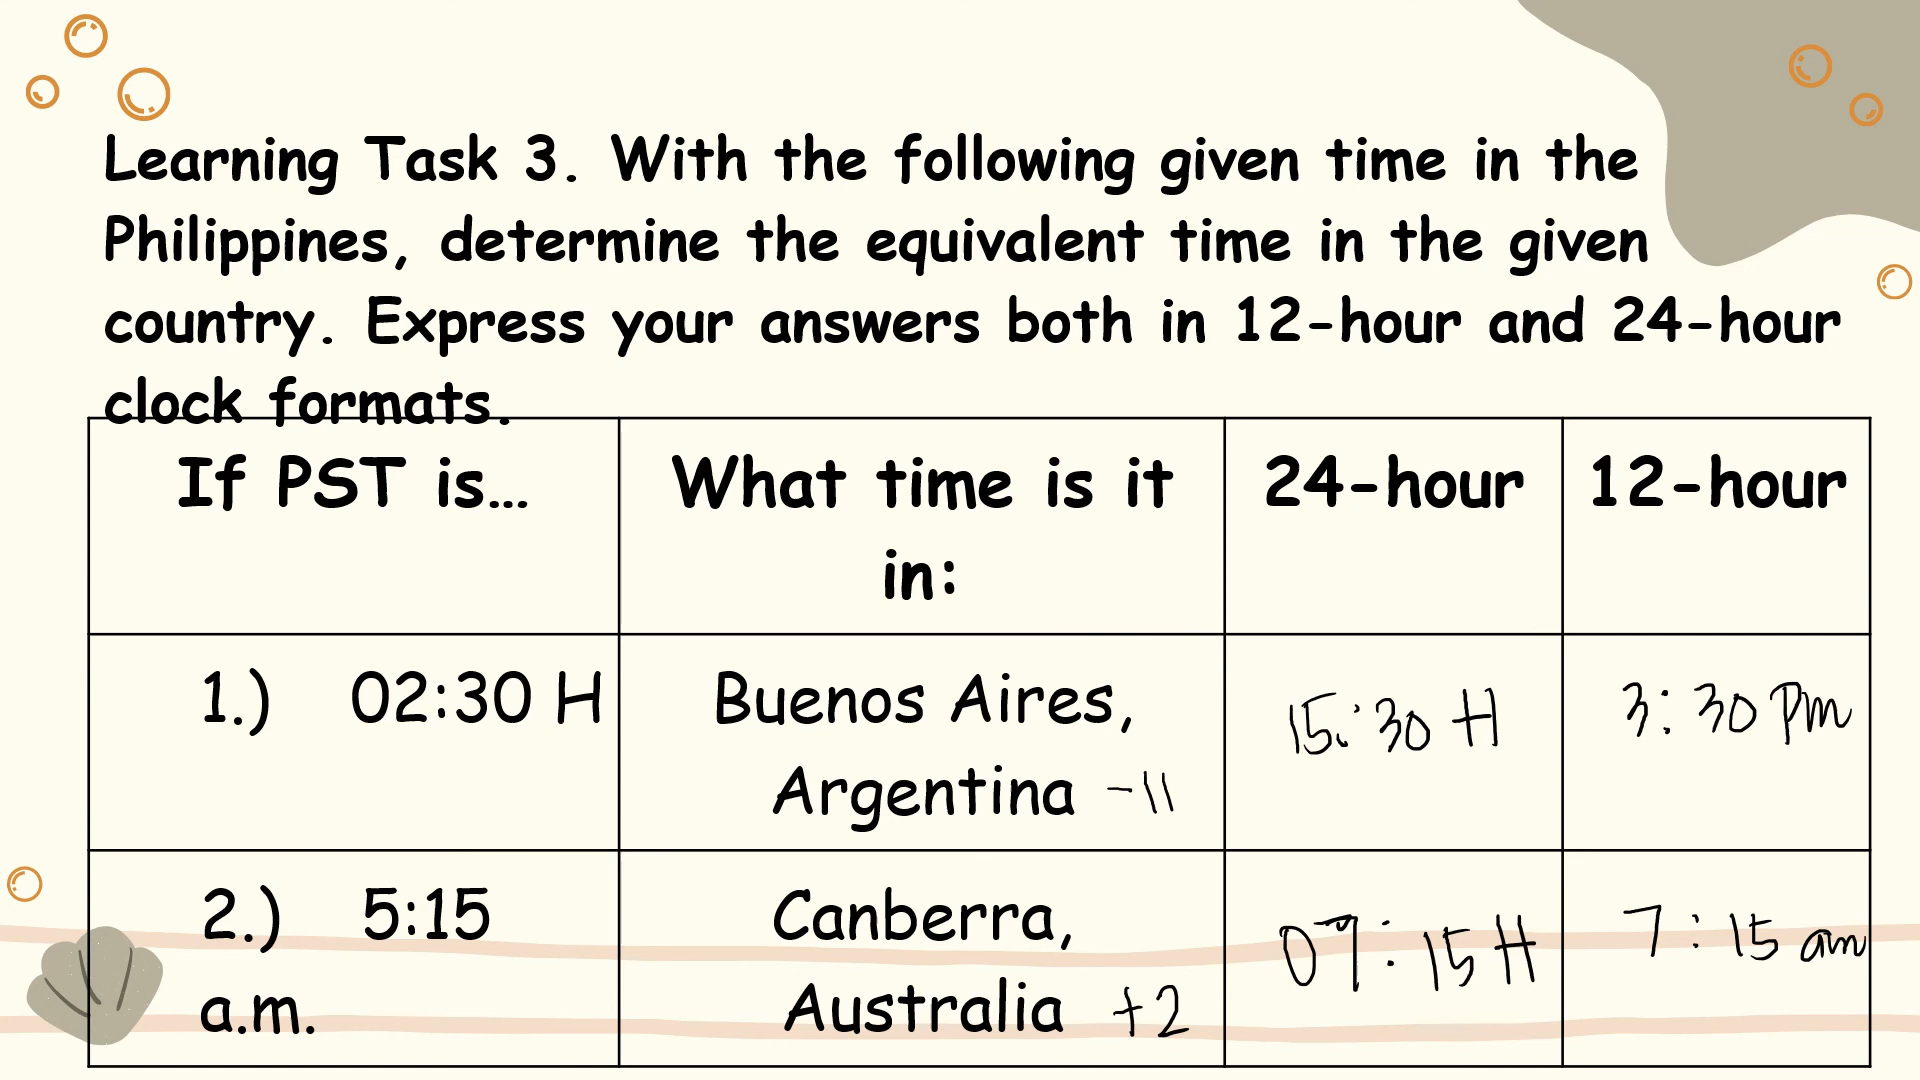 Learning Task 3. With the following given time in the
Philippines, determine the equivalent time in the given
country. Express your answers both in 12-hour and 24-hour
clock formats.
If PST is… What time is it in: 24-hour 12-hour
1.) 02:30 H Buenos Aires, 15:30 H 3:30 Pm
Argentina -11
2.) 5:15 Canberra, 07:15 H 7:15 am
a.m. Australia +2